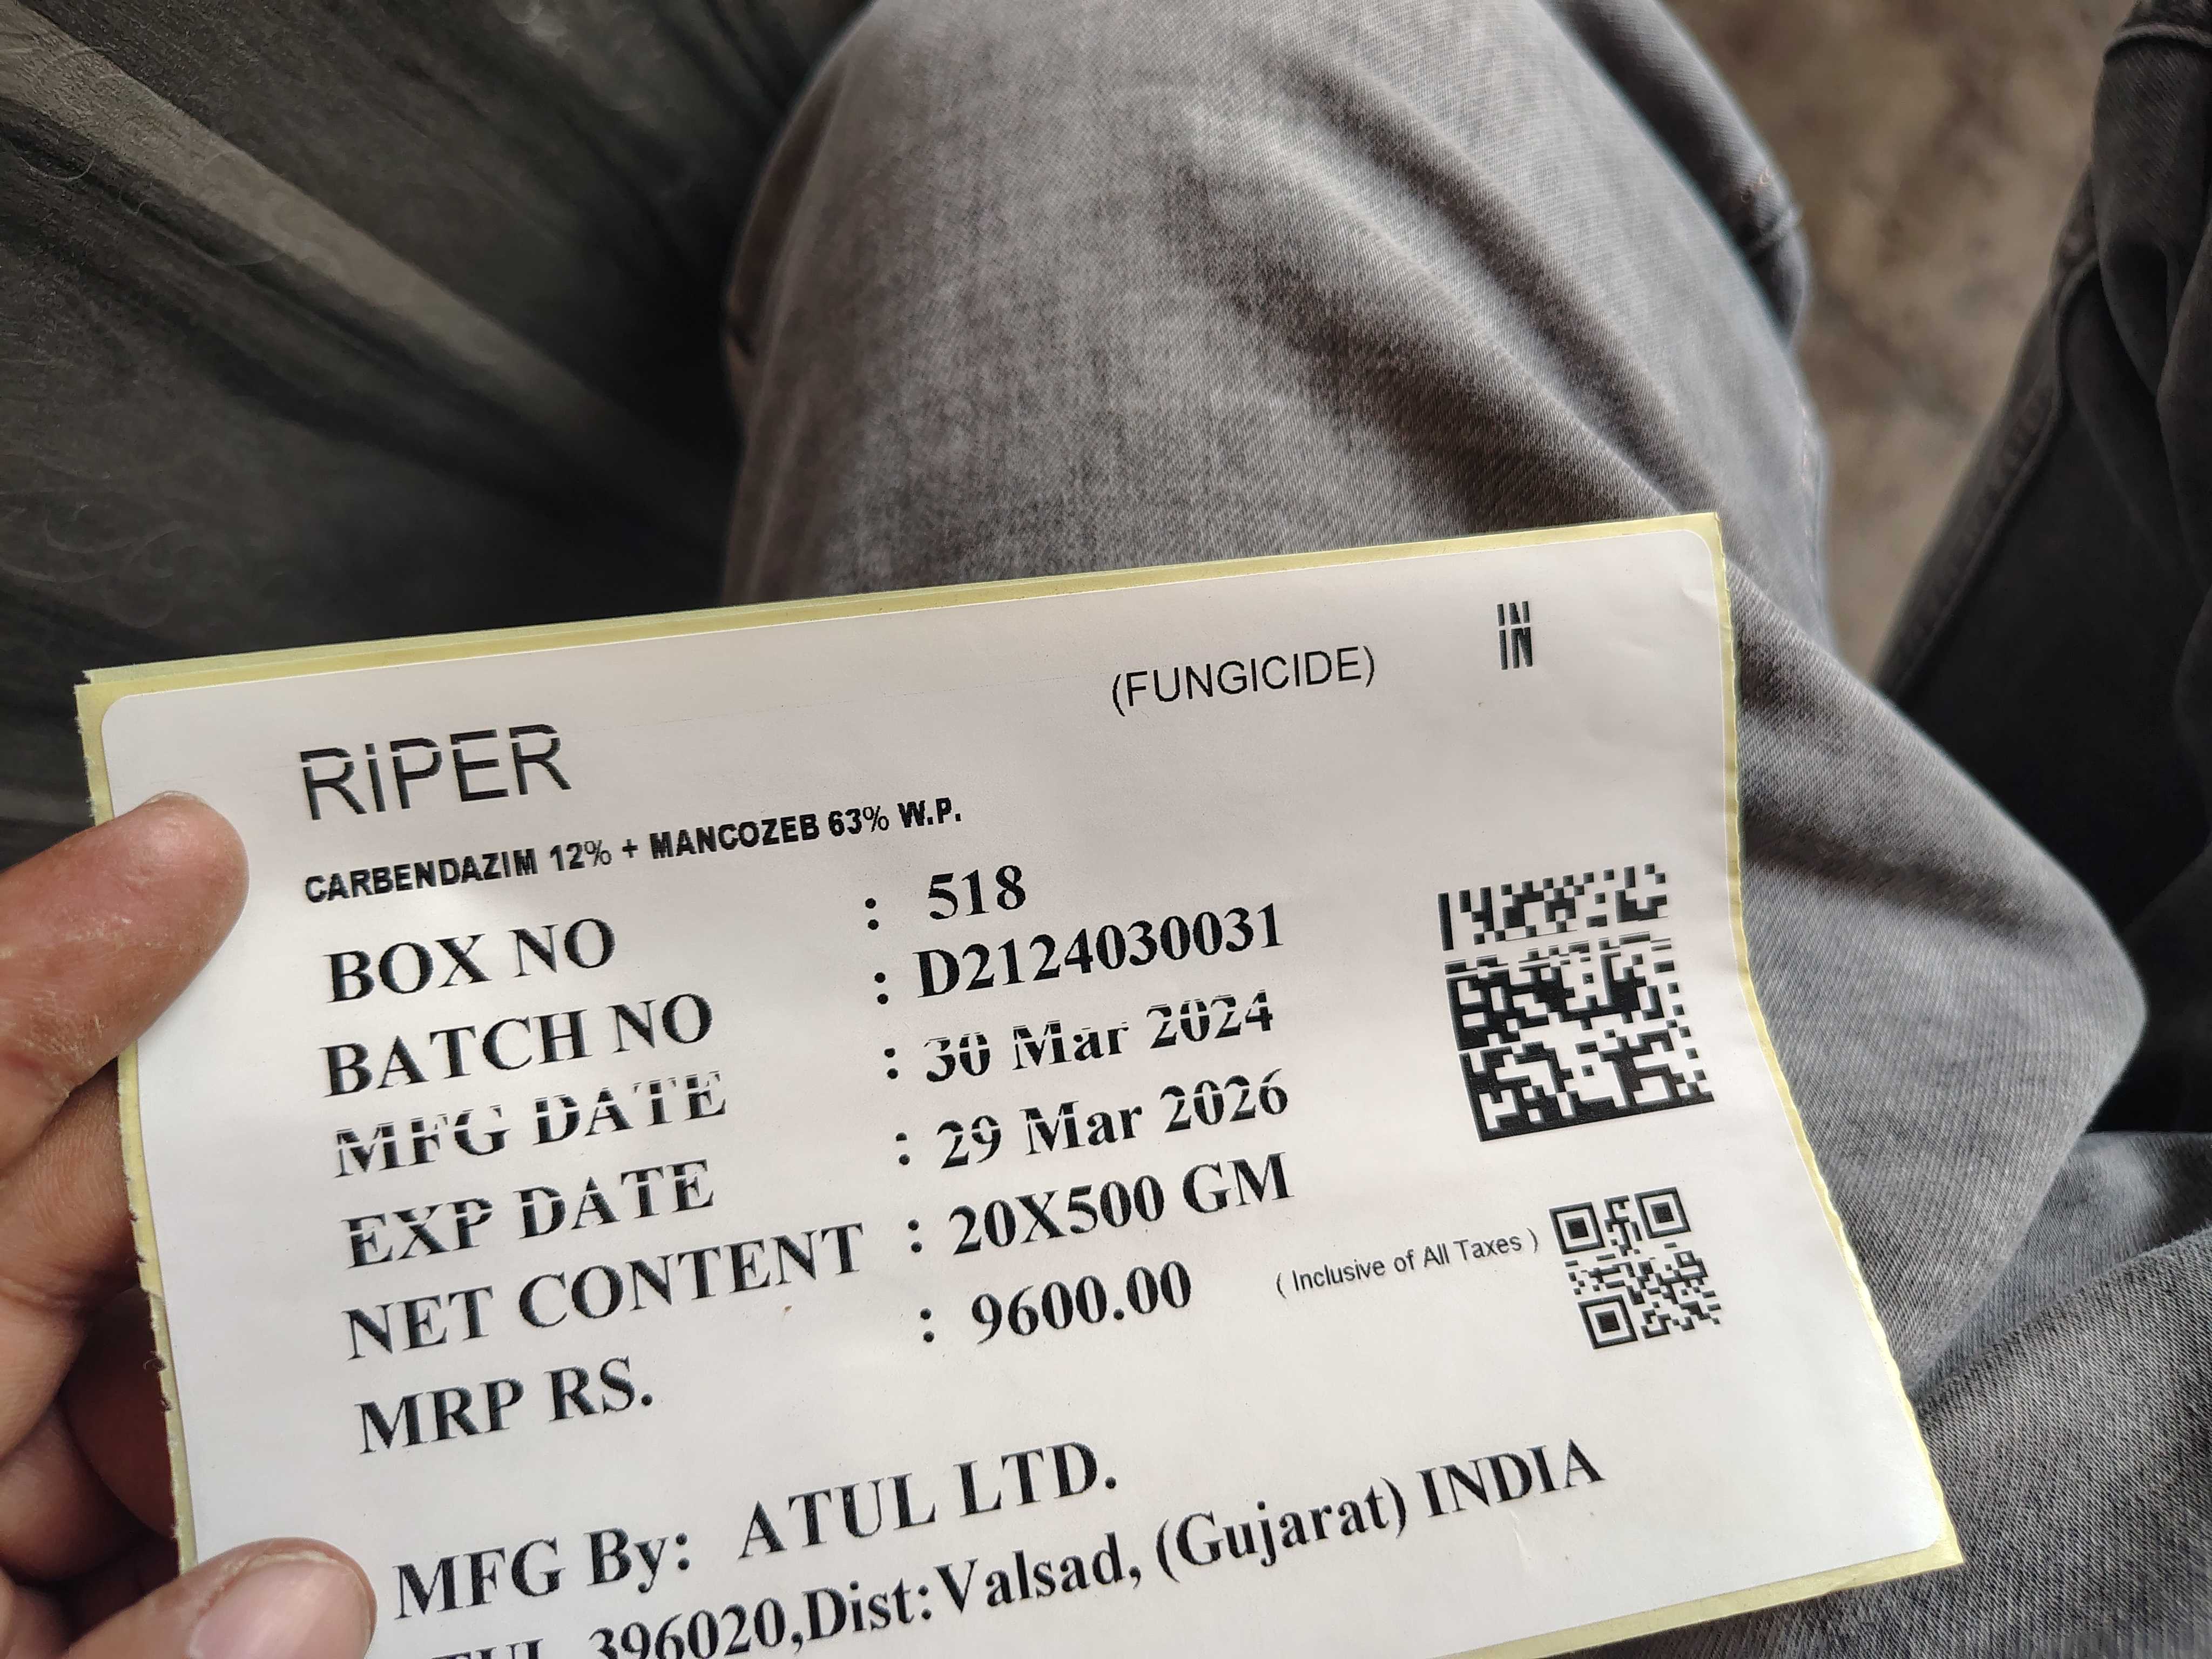 (FUNGICIDE)
IN
RiPER
CARBENDAZIM 12% + MANCOZEB 63% W.P.
BOX NO : 518
BATCH NO : D2124030031
MFG DATE : 30 Mar 2024
EXP DATE : 29 Mar 2026
NET CONTENT : 20X500 GM
MRP RS. : 9600.00 ( Inclusive of All Taxes )
MFG By: ATUL LTD.
396020,Dist:Valsad, (Gujarat) INDIA